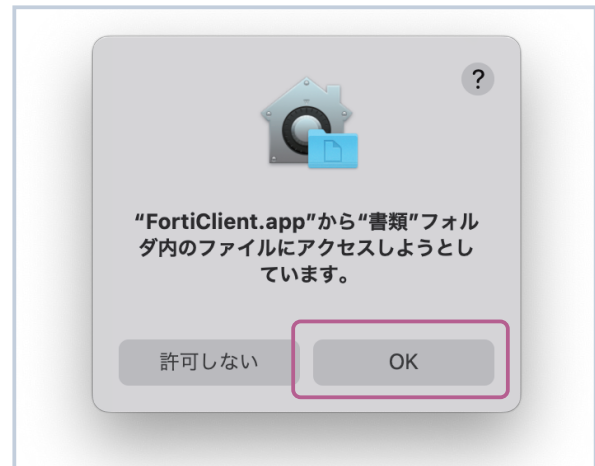 ?
“FortiClient.app”から“書類”フォル
ダ内のファイルにアクセスしようとし
ています。
許可しない
OK